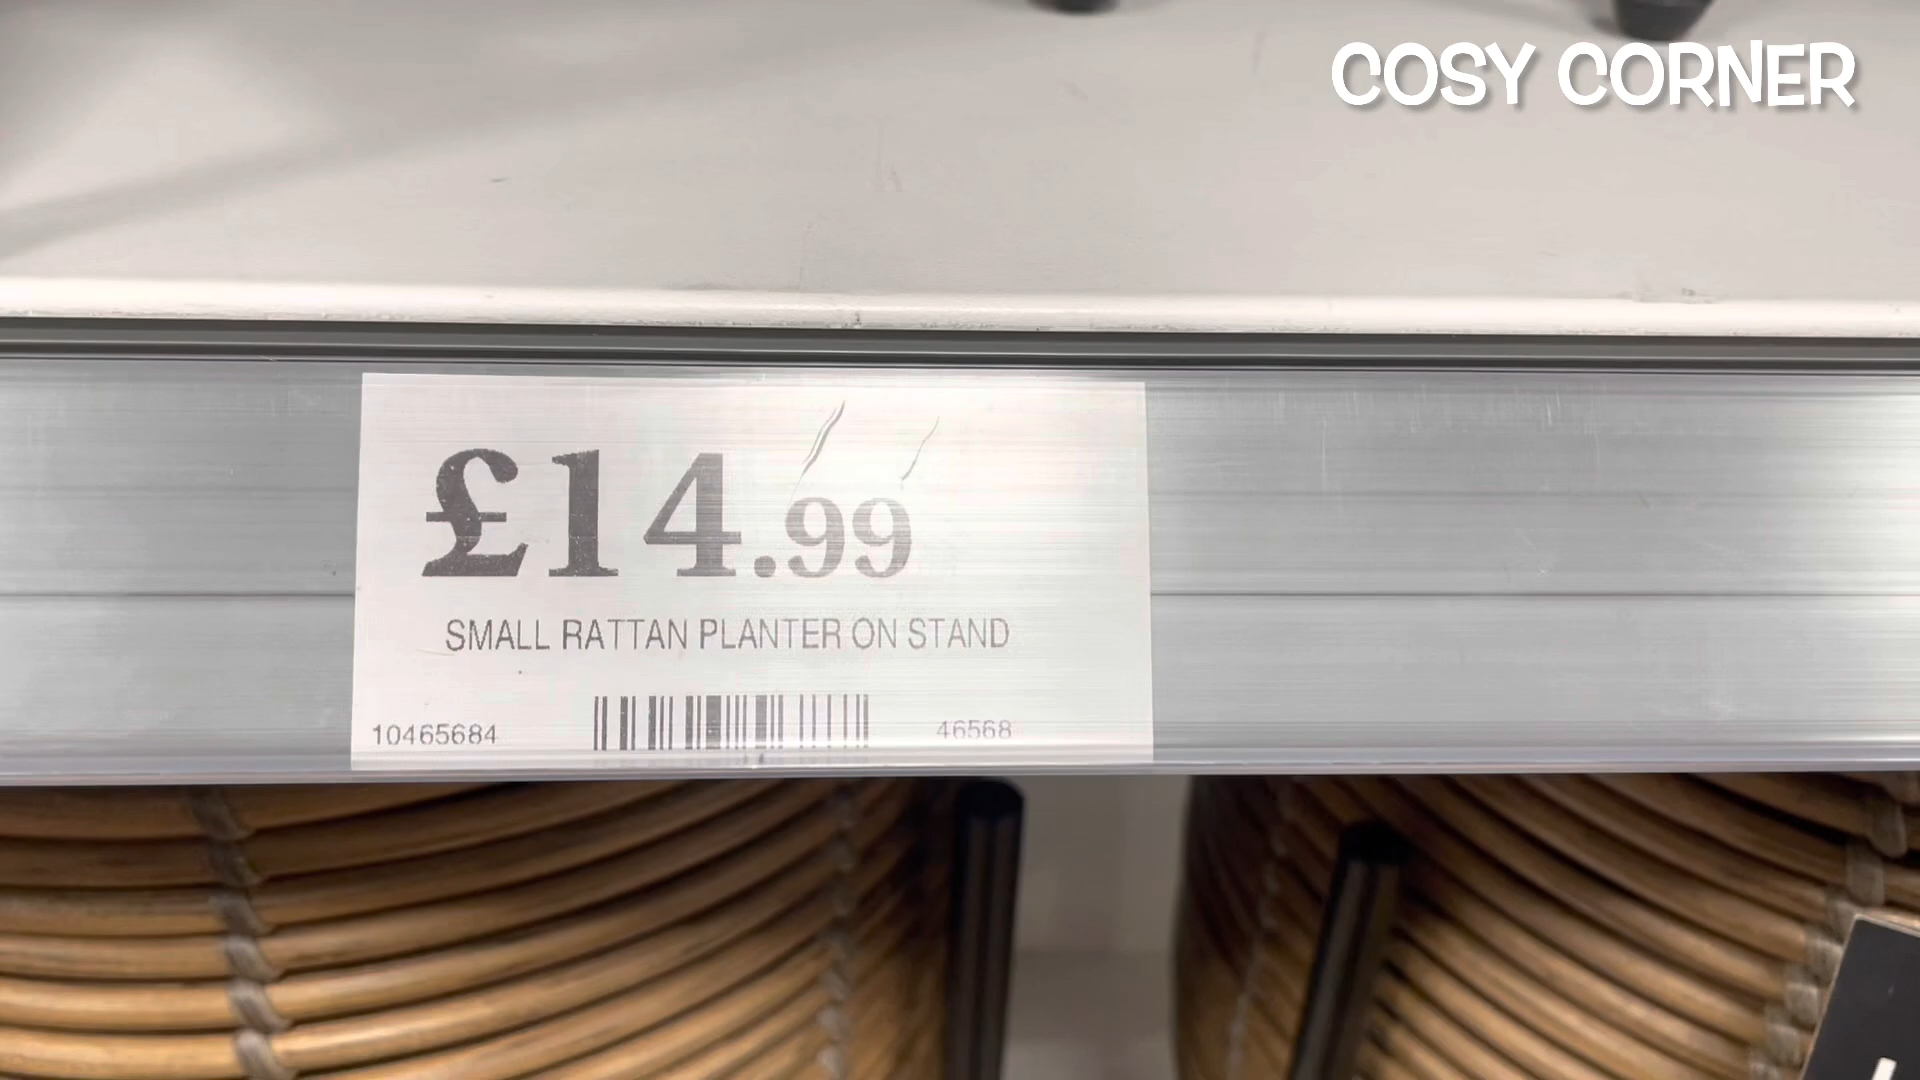 COSY CORNER
£14.99
SMALL RATTAN PLANTER ON STAND
10465684
46568